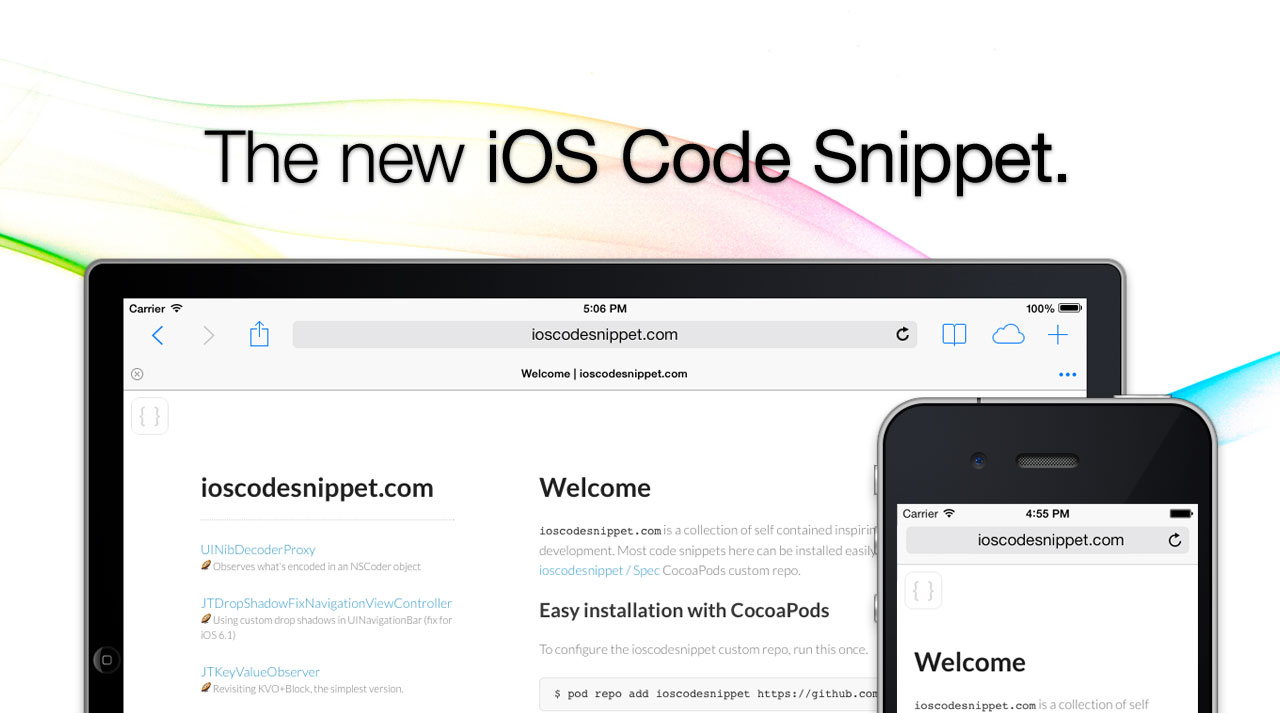 The new iOS Code Snippet.
Carrier 5:06 PM 100%
ioscodesnippet.com
Welcome | ioscodesnippet.com
{ }
ioscodesnippet.com
UINibDecoderProxy
Observes what's encoded in an NSCoder object
JTDropShadowFixNavigationViewController
Using custom drop shadows in UINavigationBar (fix for
iOS 6.1)
JTKeyValueObserver
Revisiting KVO+Block, the simplest version.
Welcome
ioscodesnippet.com is a collection of self contained inspirin
development. Most code snippets here can be installed easily
ioscodesnippet / Spec CocoaPods custom repo.
Easy installation with CocoaPods
To configure the ioscodesnippet custom repo, run this once.
$ pod repo add ioscodesnippet https://github.com
Carrier 4:55 PM
ioscodesnippet.com
{ }
Welcome
ioscodesnippet.com is a collection of self